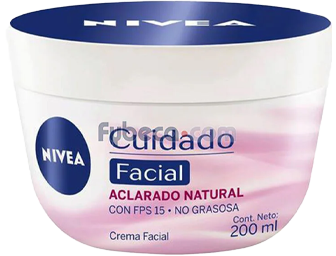 NIVEA
Fybeca.com
NIVEA
Cuidado
Facial
ACLARADO NATURAL
CON FPS 15 • NO GRASOSA
Crema Facial
Cont. Neto:
200 ml